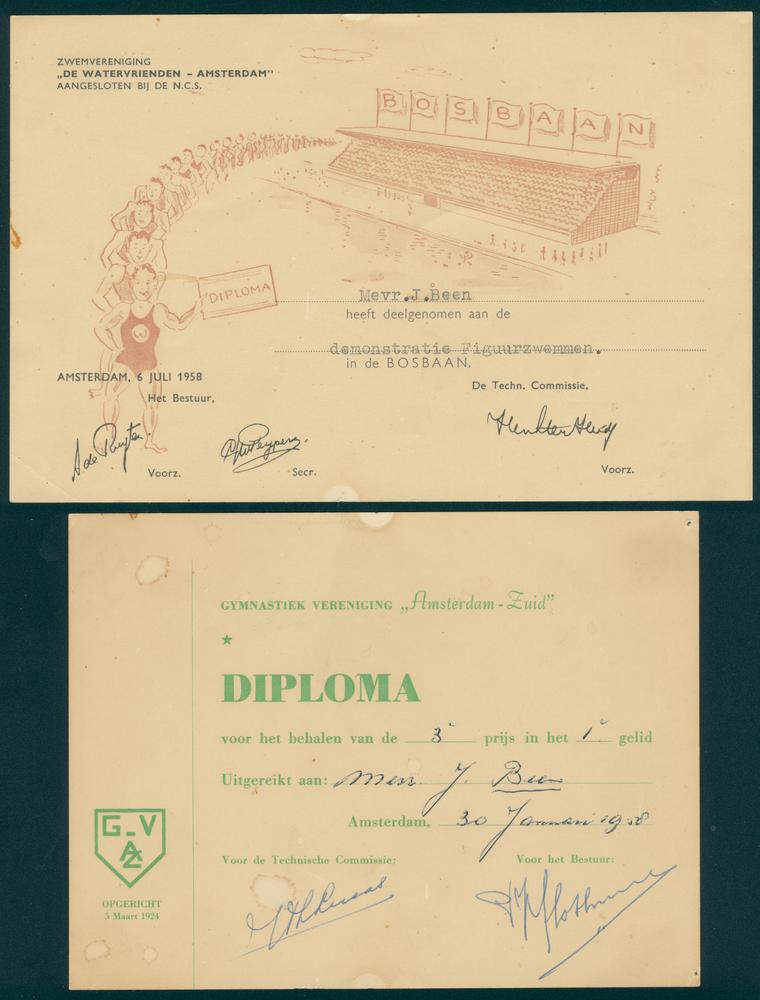 ZWEMVERENIGING
„DE WATERVRIENDEN – AMSTERDAM"
AANGESLOTEN BIJ DE N.C.S.
BOSBAAN
DIPLOMA
W
Mevr.J.Been
heeft deelgenomen aan de
demonstratie Figuurzwemmen.
in de BOSBAAN,
AMSTERDAM, 6 JULI 1958
Het Bestuur,
De Techn. Commissie,
A de Ruyter
Voorz.
Secr.
Voorz.
GYMNASTIEK VERENIGING „Amsterdam - Zuid"
DIPLOMA
voor het behalen van de 3e prijs in het 1e gelid
Uitgereikt aan: Mevr. J. Been
Amsterdam, 30 Januari 1958
G-V
AZ
Voor de Technische Commissie:
Voor het Bestuur:
OPGERICHT
5 Maart 1924